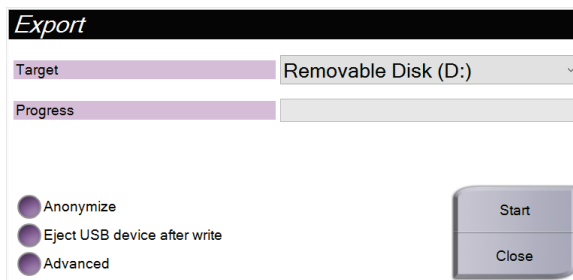 Export
Target Removable Disk (D:)
Progress
Anonymize
Eject USB device after write
Advanced
Start
Close